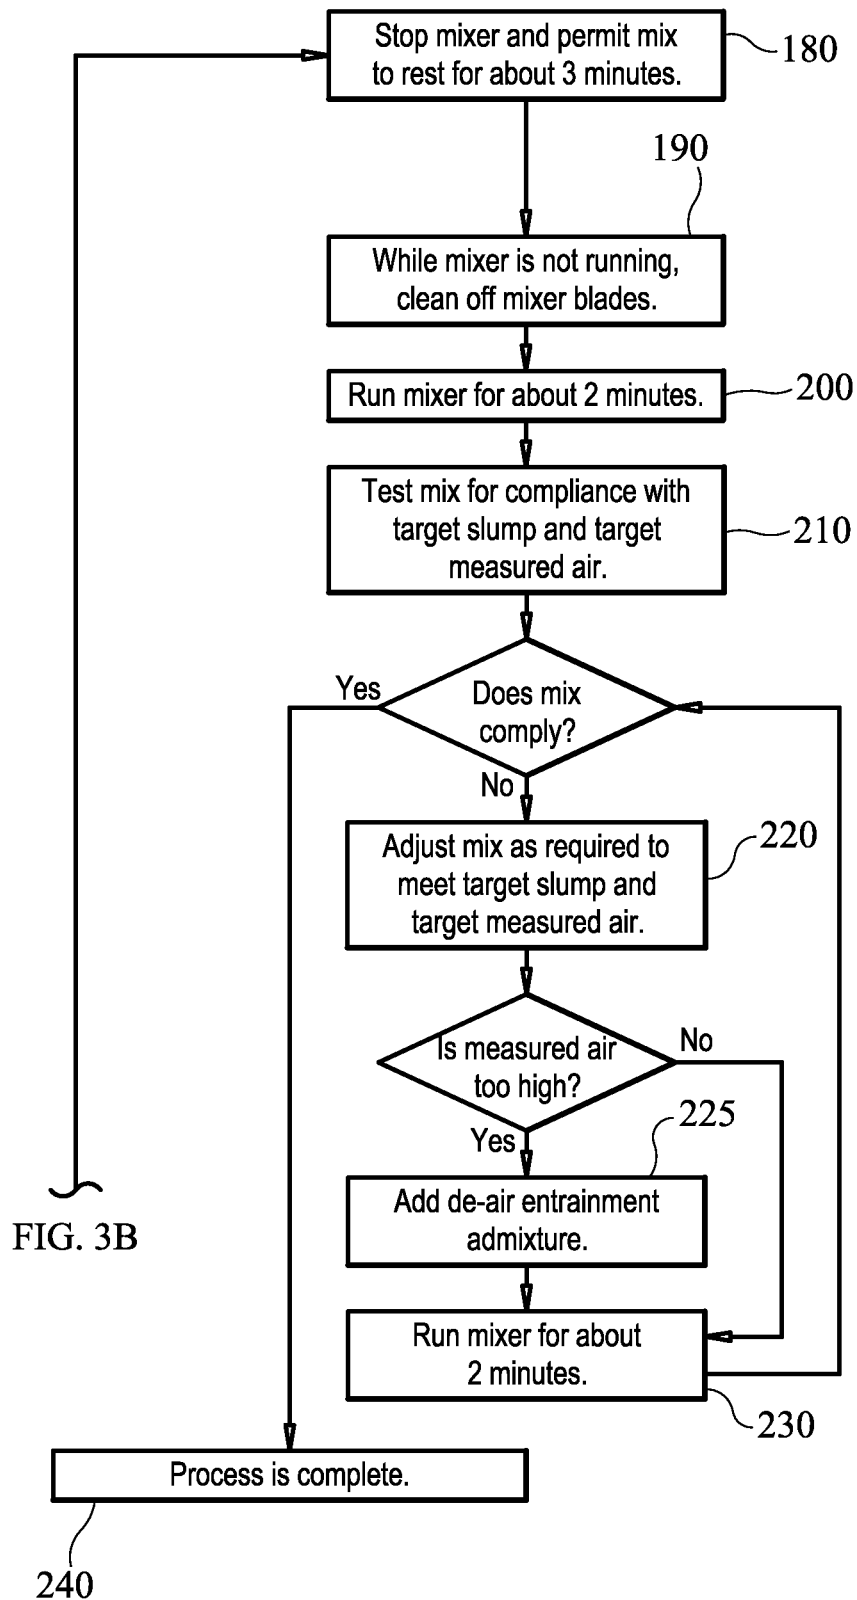 Stop mixer and permit mix
to rest for about 3 minutes.
180
190
While mixer is not running,
clean off mixer blades.
Run mixer for about 2 minutes.
200
Test mix for compliance with
target slump and target
measured air.
210
Yes
Does mix
comply?
No
Adjust mix as required to
meet target slump and
target measured air.
220
Is measured air
too high?
No
Yes
225
Add de-air entrainment
admixture.
FIG. 3B
Run mixer for about
2 minutes.
230
Process is complete.
240